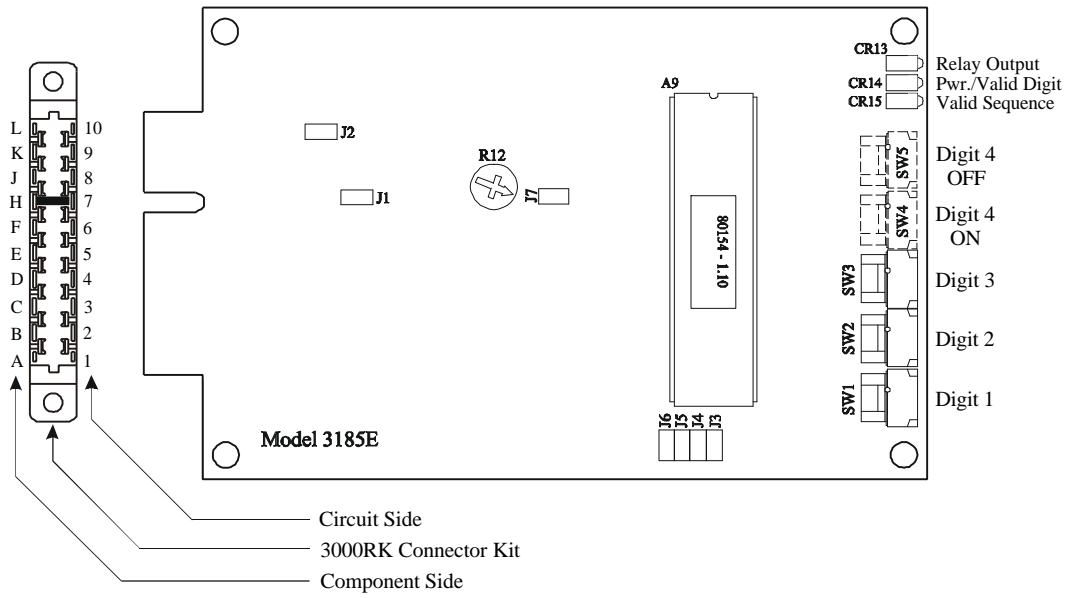 CR13
Relay Output
A9
CR14
Pwr./Valid Digit
CR15
Valid Sequence
L
10
K
9
J
8
H
7
F
6
E
5
D
4
C
3
B
2
A
1
J2
J1
R12
J7
80154 - 1.10
SW5
Digit 4
OFF
SW4
Digit 4
ON
SW3
Digit 3
SW2
Digit 2
SW1
Digit 1
J6
J5
J4
J3
Model 3185E
Circuit Side
3000RK Connector Kit
Component Side